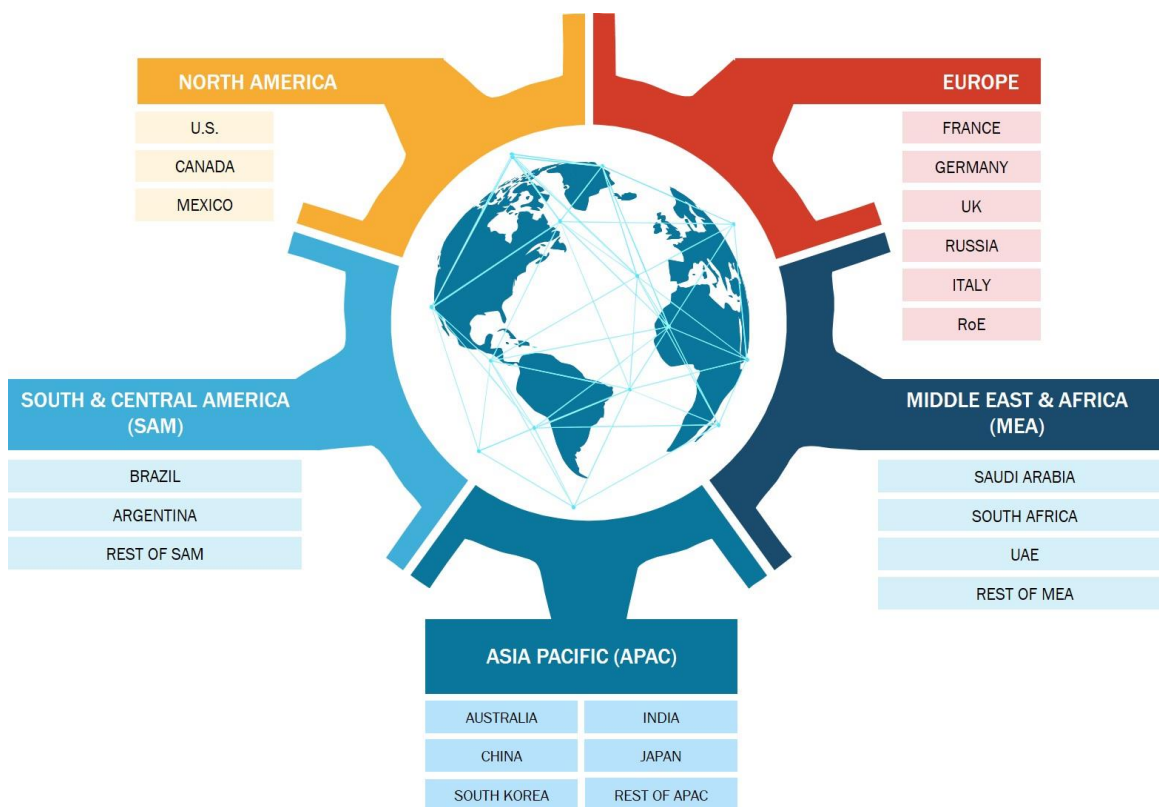 NORTH AMERICA
U.S.
CANADA
MEXICO
EUROPE
FRANCE
GERMANY
UK
RUSSIA
ITALY
RoE
SOUTH & CENTRAL AMERICA
(SAM)
BRAZIL
ARGENTINA
REST OF SAM
MIDDLE EAST & AFRICA
(MEA)
SAUDI ARABIA
SOUTH AFRICA
UAE
REST OF MEA
ASIA PACIFIC (APAC)
AUSTRALIA
INDIA
CHINA
JAPAN
SOUTH KOREA
REST OF APAC